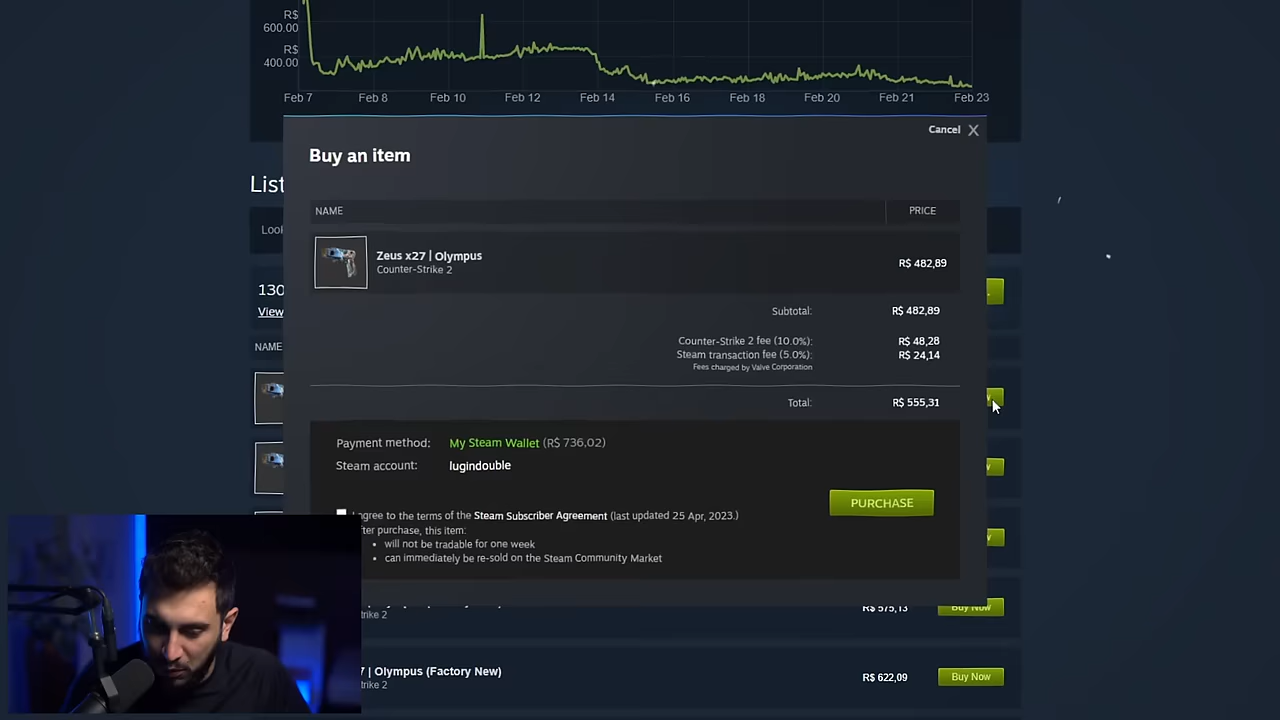 R$
600.00
R$
400.00
Feb 7 Feb 8 Feb 10 Feb 12 Feb 14 Feb 16 Feb 18 Feb 20 Feb 21 Feb 23
Cancel X
Buy an item
List
NAME PRICE
Look
Zeus x27 | Olympus
Counter-Strike 2
R$ 482,89
130
View
Subtotal: R$ 482,89
Counter-Strike 2 fee (10.0%): R$ 48,28
NAME
Steam transaction fee (5.0%): R$ 24,14
Fees charged by Valve Corporation
Total: R$ 555,31
Payment method: My Steam Wallet (R$ 736,02)
Steam account: lugindouble
PURCHASE
I agree to the terms of the Steam Subscriber Agreement (last updated 25 Apr, 2023.)
fter purchase, this item:
• will not be tradable for one week
• can immediately be re-sold on the Steam Community Market
R$ 575,13 Buy Now
trike 2
7 | Olympus (Factory New)
trike 2
R$ 622,09 Buy Now